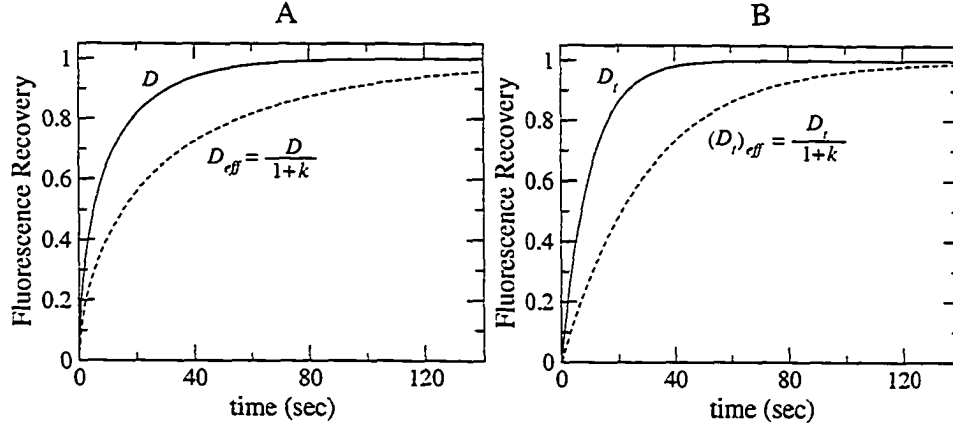 A
Fluorescence Recovery
1
0.8
0.6
0.4
0.2
0
D
D_eff = D / 1+k
0 40 80 120
time (sec)
B
Fluorescence Recovery
1
0.8
0.6
0.4
0.2
0
D_t
(D_t)_eff = D_t / 1+k
0 40 80 120
time (sec)